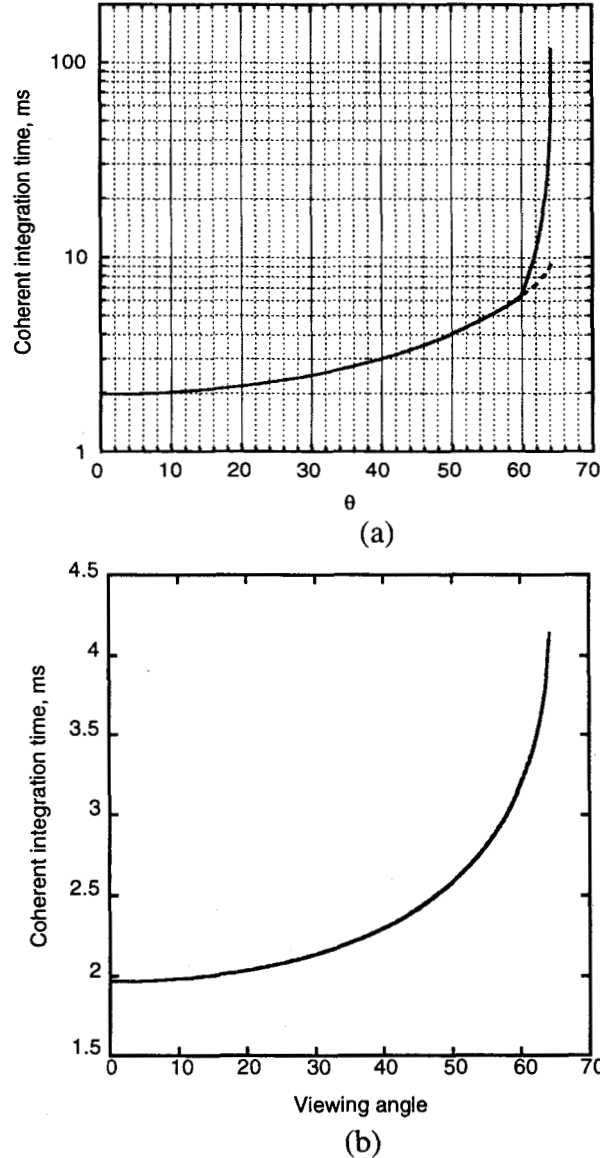 Coherent integration time, ms
100
10
1
0 10 20 30 40 50 60 70
θ
(a)
Coherent integration time, ms
4.5
4
3.5
3
2.5
2
1.5
0 10 20 30 40 50 60 70
Viewing angle
(b)